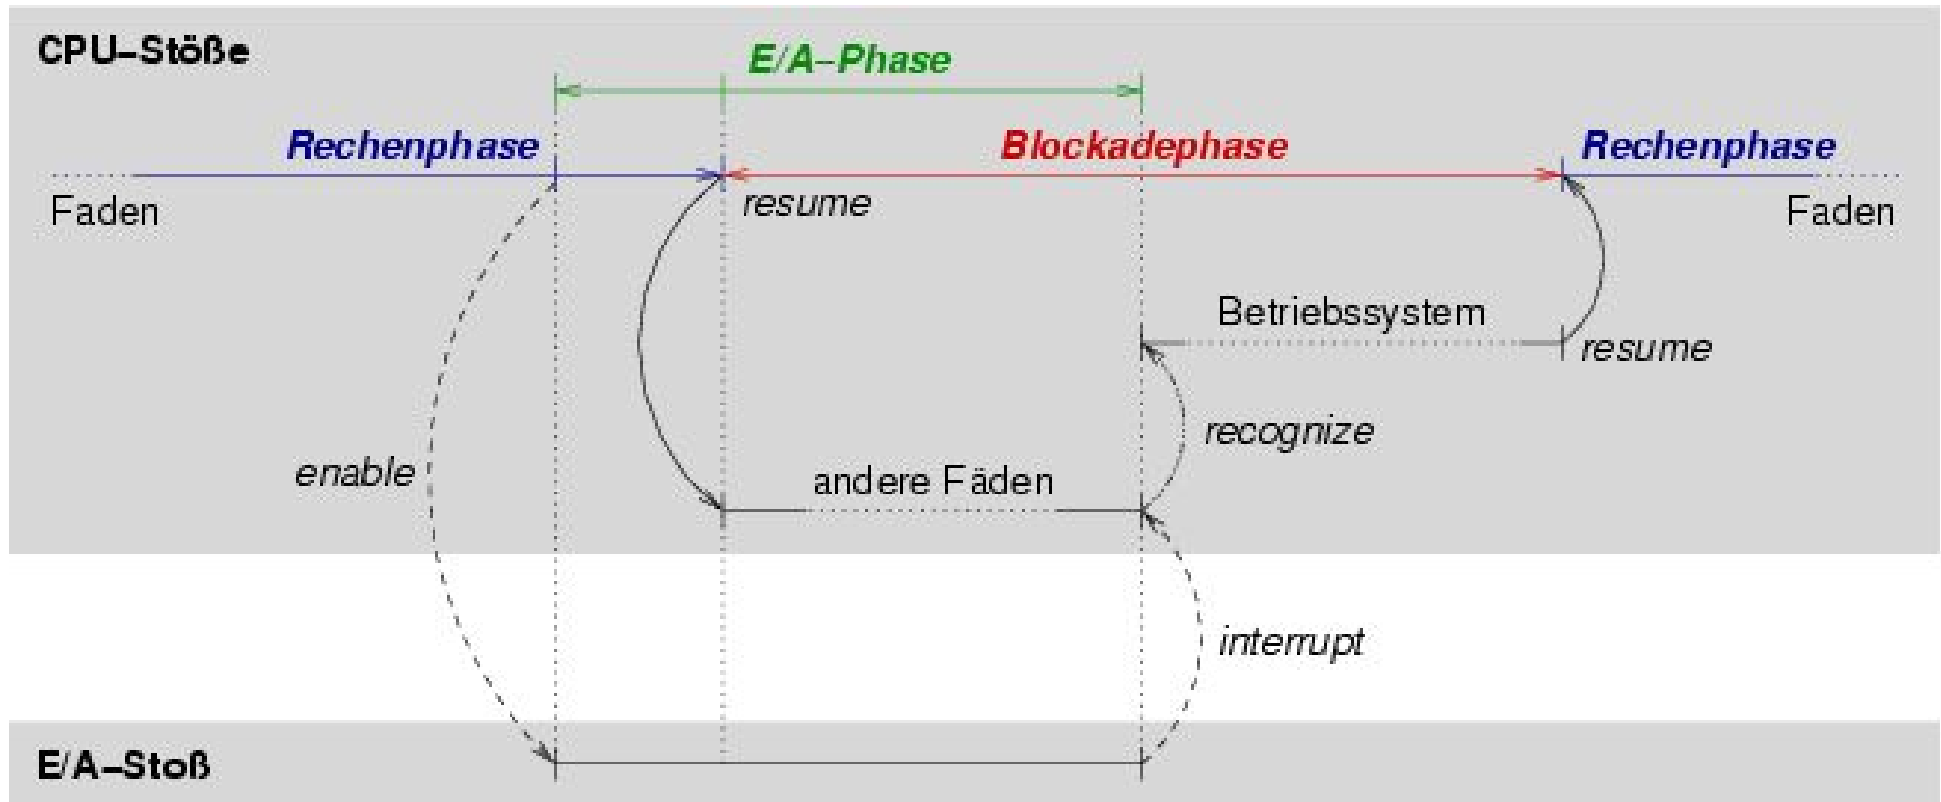 CPU–Stöße
E/A–Phase
Rechenphase
Blockadephase
Rechenphase
Faden
resume
Faden
Betriebssystem
resume
recognize
enable
andere Fäden
interrupt
E/A–Stoß